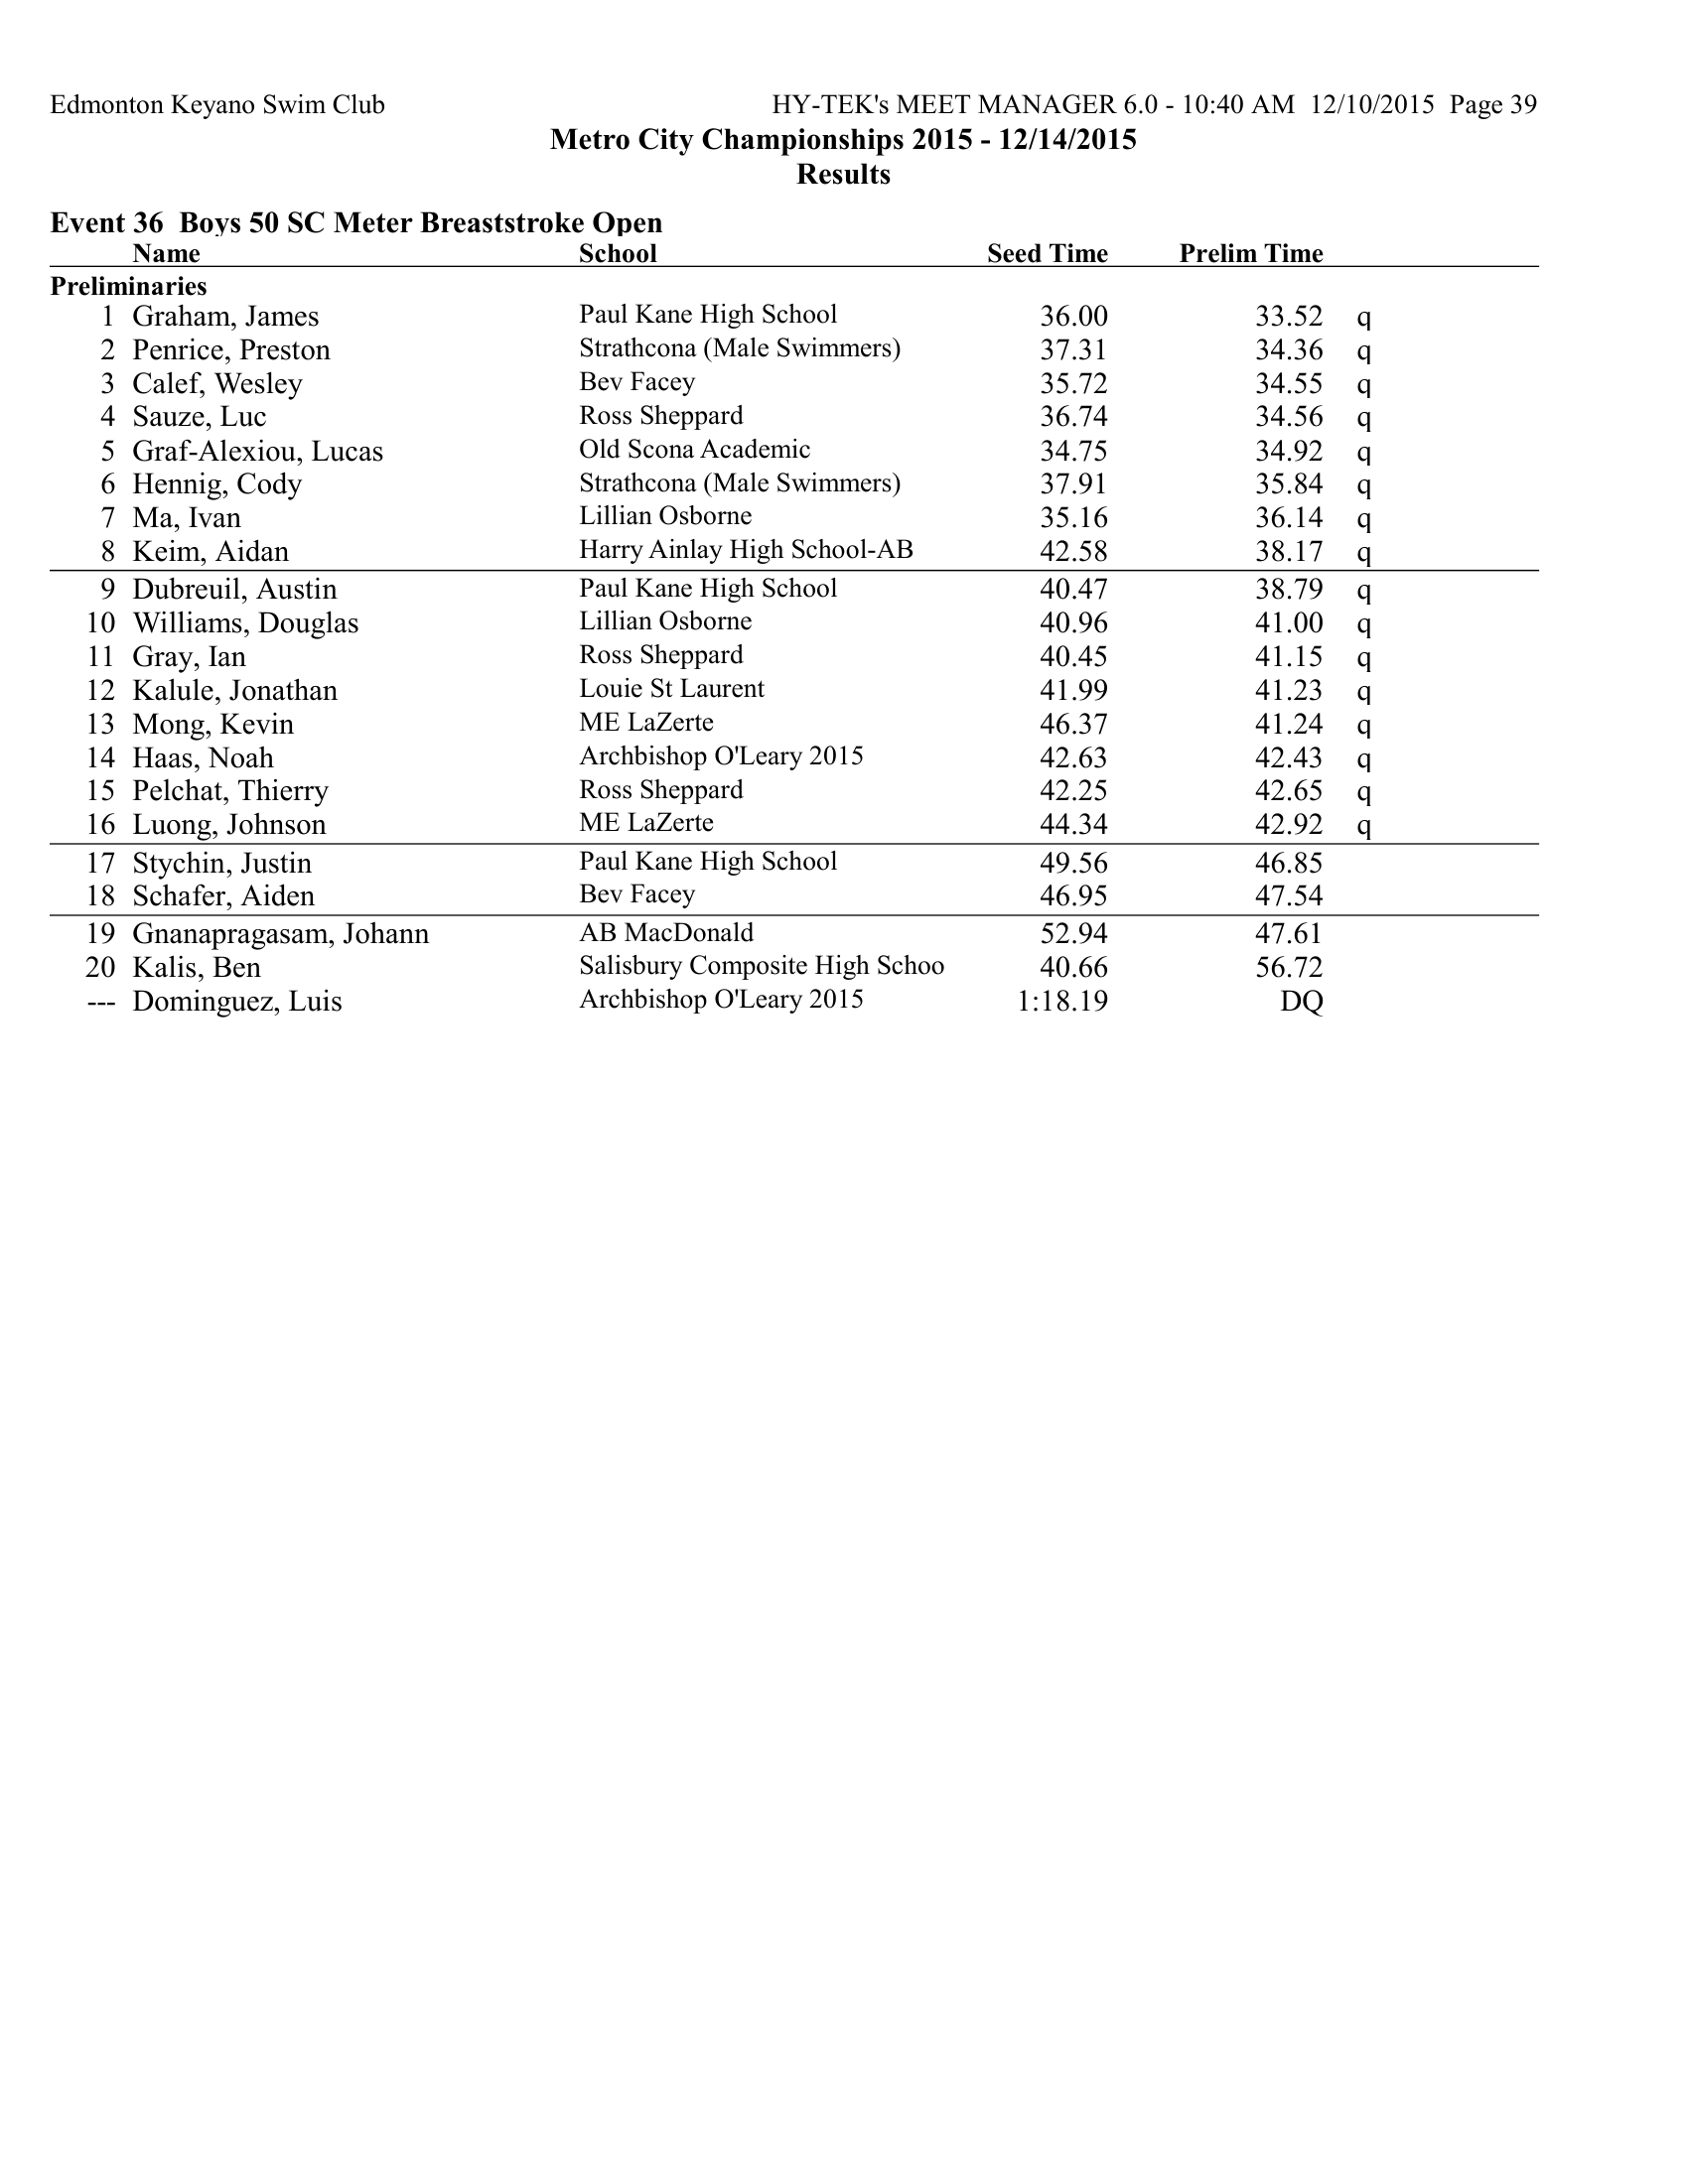 Edmonton Keyano Swim Club HY-TEK's MEET MANAGER 6.0 - 10:40 AM 12/10/2015 Page 39
Metro City Championships 2015 - 12/14/2015
Results
Event 36 Boys 50 SC Meter Breaststroke Open
Name School Seed Time Prelim Time
Preliminaries
1 Graham, James Paul Kane High School 36.00 33.52 q
2 Penrice, Preston Strathcona (Male Swimmers) 37.31 34.36 q
3 Calef, Wesley Bev Facey 35.72 34.55 q
4 Sauze, Luc Ross Sheppard 36.74 34.56 q
5 Graf-Alexiou, Lucas Old Scona Academic 34.75 34.92 q
6 Hennig, Cody Strathcona (Male Swimmers) 37.91 35.84 q
7 Ma, Ivan Lillian Osborne 35.16 36.14 q
8 Keim, Aidan Harry Ainlay High School-AB 42.58 38.17 q
9 Dubreuil, Austin Paul Kane High School 40.47 38.79 q
10 Williams, Douglas Lillian Osborne 40.96 41.00 q
11 Gray, Ian Ross Sheppard 40.45 41.15 q
12 Kalule, Jonathan Louie St Laurent 41.99 41.23 q
13 Mong, Kevin ME LaZerte 46.37 41.24 q
14 Haas, Noah Archbishop O'Leary 2015 42.63 42.43 q
15 Pelchat, Thierry Ross Sheppard 42.25 42.65 q
16 Luong, Johnson ME LaZerte 44.34 42.92 q
17 Stychin, Justin Paul Kane High School 49.56 46.85
18 Schafer, Aiden Bev Facey 46.95 47.54
19 Gnanapragasam, Johann AB MacDonald 52.94 47.61
20 Kalis, Ben Salisbury Composite High Schoo 40.66 56.72
--- Dominguez, Luis Archbishop O'Leary 2015 1:18.19 DQ